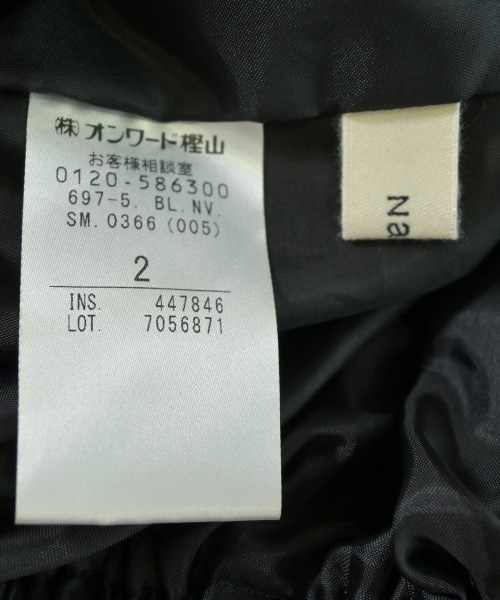 (株)オンワード樫山
お客様相談室
0120-586300
697-5. BL.NV.
SM.0366(005)
2
INS. 447846
LOT. 7056871
Na